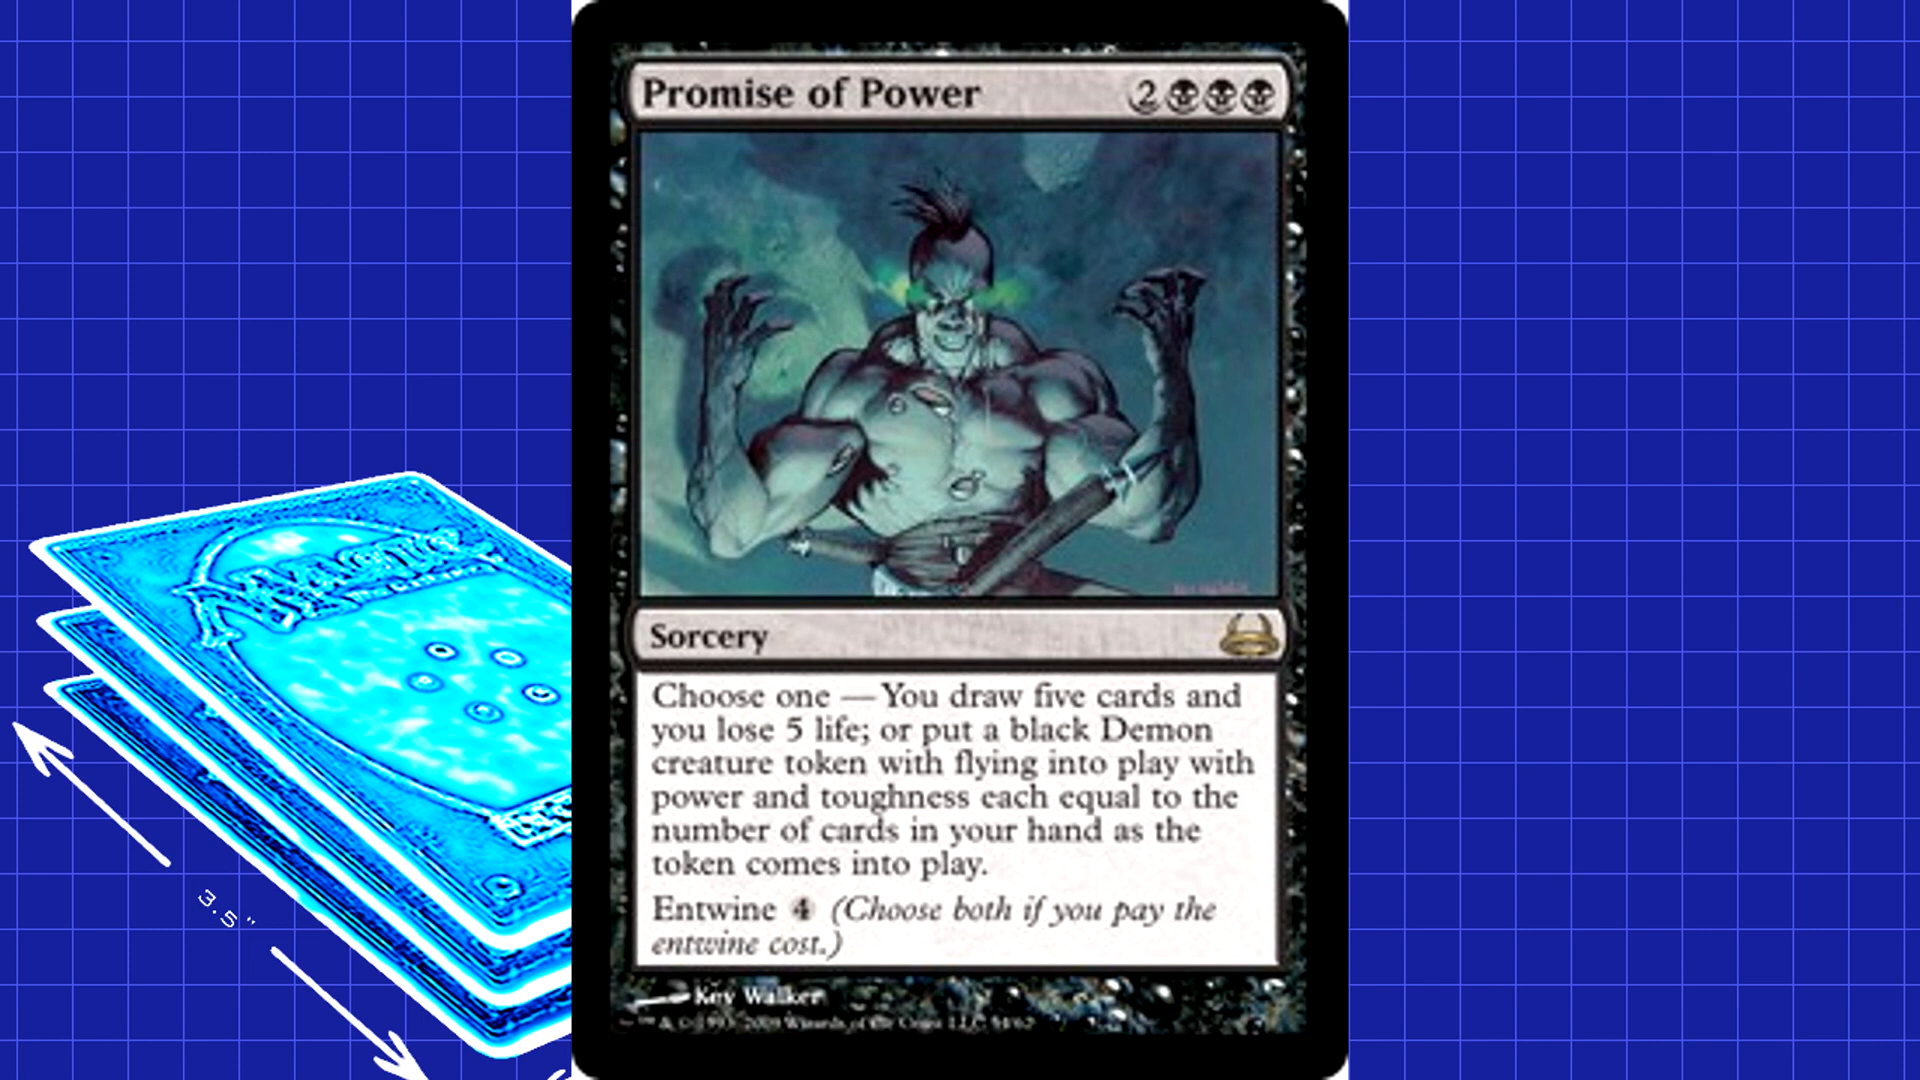 Promise of Power 2
Sorcery
Choose one — You draw five cards and
you lose 5 life; or put a black Demon
creature token with flying into play with
power and toughness each equal to the
number of cards in your hand as the
token comes into play.
Entwine 4 (Choose both if you pay the
entwine cost.)
Kev Walker
3.5"